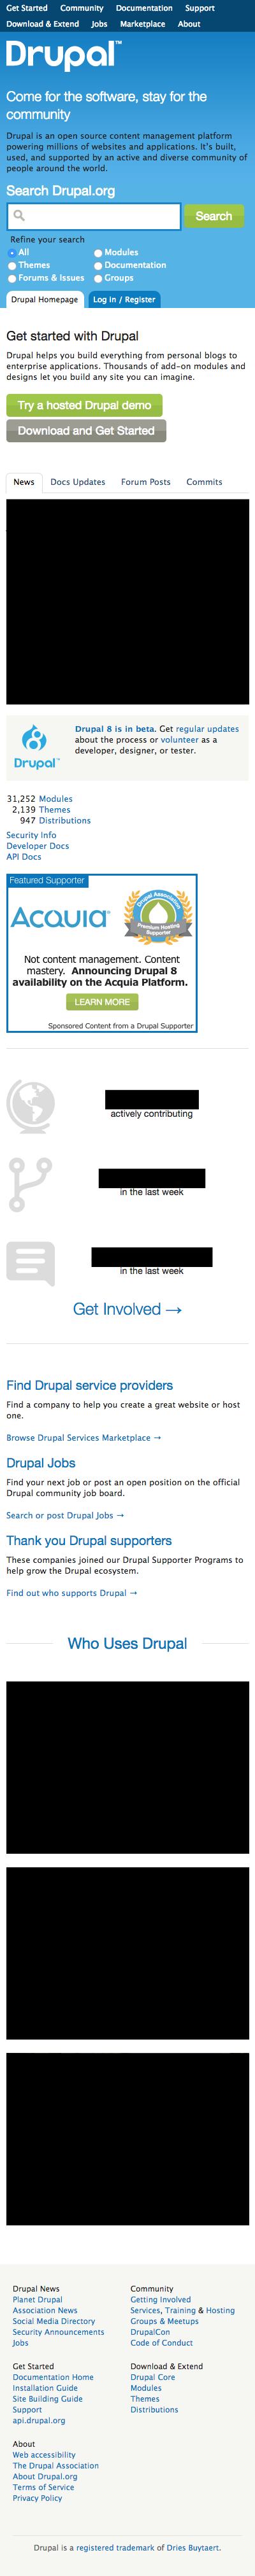 Get Started Community Documentation Support
Download & Extend Jobs Marketplace About
Drupal™
Come for the software, stay for the
community
Drupal is an open source content management platform
powering millions of websites and applications. It's built,
used, and supported by an active and diverse community of
people around the world.
Search Drupal.org
Search
Refine your search
All Modules
Themes Documentation
Forums & Issues Groups
Drupal Homepage Log in / Register
Get started with Drupal
Drupal helps you build everything from personal blogs to
enterprise applications. Thousands of add-on modules and
designs let you build any site you can imagine.
Try a hosted Drupal demo
Download and Get Started
News Docs Updates Forum Posts Commits
Drupal 8 is in beta. Get regular updates
about the process or volunteer as a
developer, designer, or tester.
Drupal™
31,252 Modules
2,139 Themes
947 Distributions
Security Info
Developer Docs
API Docs
Featured Supporter
ACQUIA
Drupal Association
Premium Hosting
Supporter
Not content management. Content
mastery. Announcing Drupal 8
availability on the Acquia Platform.
LEARN MORE
Sponsored Content from a Drupal Supporter
actively contributing
in the last week
in the last week
Get Involved →
Find Drupal service providers
Find a company to help you create a great website or host
one.
Browse Drupal Services Marketplace →
Drupal Jobs
Find your next job or post an open position on the official
Drupal community job board.
Search or post Drupal Jobs →
Thank you Drupal supporters
These companies joined our Drupal Supporter Programs to
help grow the Drupal ecosystem.
Find out who supports Drupal →
Who Uses Drupal
Drupal News
Planet Drupal
Association News
Social Media Directory
Security Announcements
Jobs
Community
Getting Involved
Services, Training & Hosting
Groups & Meetups
DrupalCon
Code of Conduct
Get Started
Documentation Home
Installation Guide
Site Building Guide
Support
api.drupal.org
Download & Extend
Drupal Core
Modules
Themes
Distributions
About
Web accessibility
The Drupal Association
About Drupal.org
Terms of Service
Privacy Policy
Drupal is a registered trademark of Dries Buytaert.